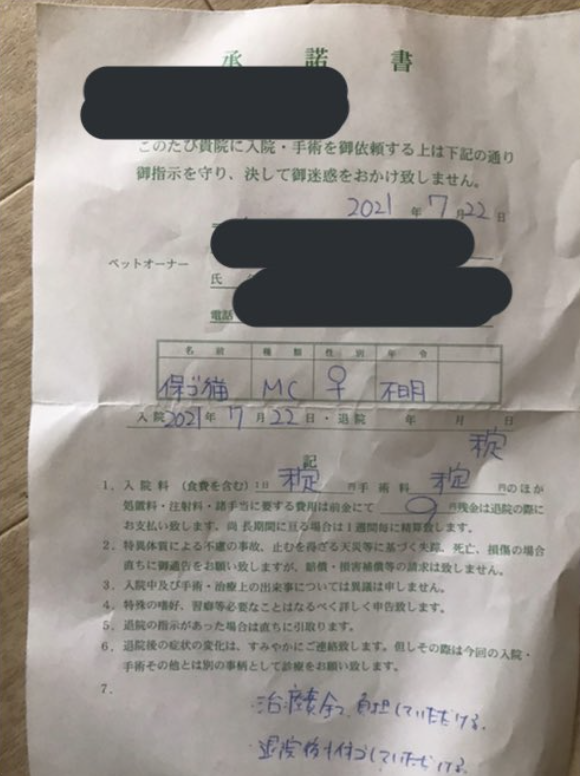 承諾書
このたび貴院に入院・手術を御依頼する上は下記の通り
御指示を守り、決して御迷惑をおかけ致しません。
2021年7月22日
ペットオーナー
氏
電話
名前 種類 性別 年令
保ゴ猫 MC ♀ 不明
入院2021年7月22日・退院 年 月 日
未定
記
1．入院料（食費を含む）1日未定円手術料未定円のほか
処置料・注射料・諸手当に要する費用は前金にて 円残金は退院の際に
お支払い致します。尚長期間に亘る場合は1週間毎に精算致します。
2．特異体質による不慮の事故、止むを得ざる天災等に基づく失踪、死亡、損傷の場合
直ちに御通告をお願い致しますが、賠償・損害補償等の請求は致しません。
3．入院中及び手術・治療上の出来事については異議は申しません。
4．特殊の嗜好、習癖等必要なことはなるべく詳しく申告致します。
5．退院の指示があった場合は直ちに引取ります。
6．退院後の症状の変化は、すみやかにご連絡致します。但しその際は今回の入院・
手術その他とは別の事柄として診療をお願い致します。
7．
・治療費全て負担していただける。
・退院後 していただける。